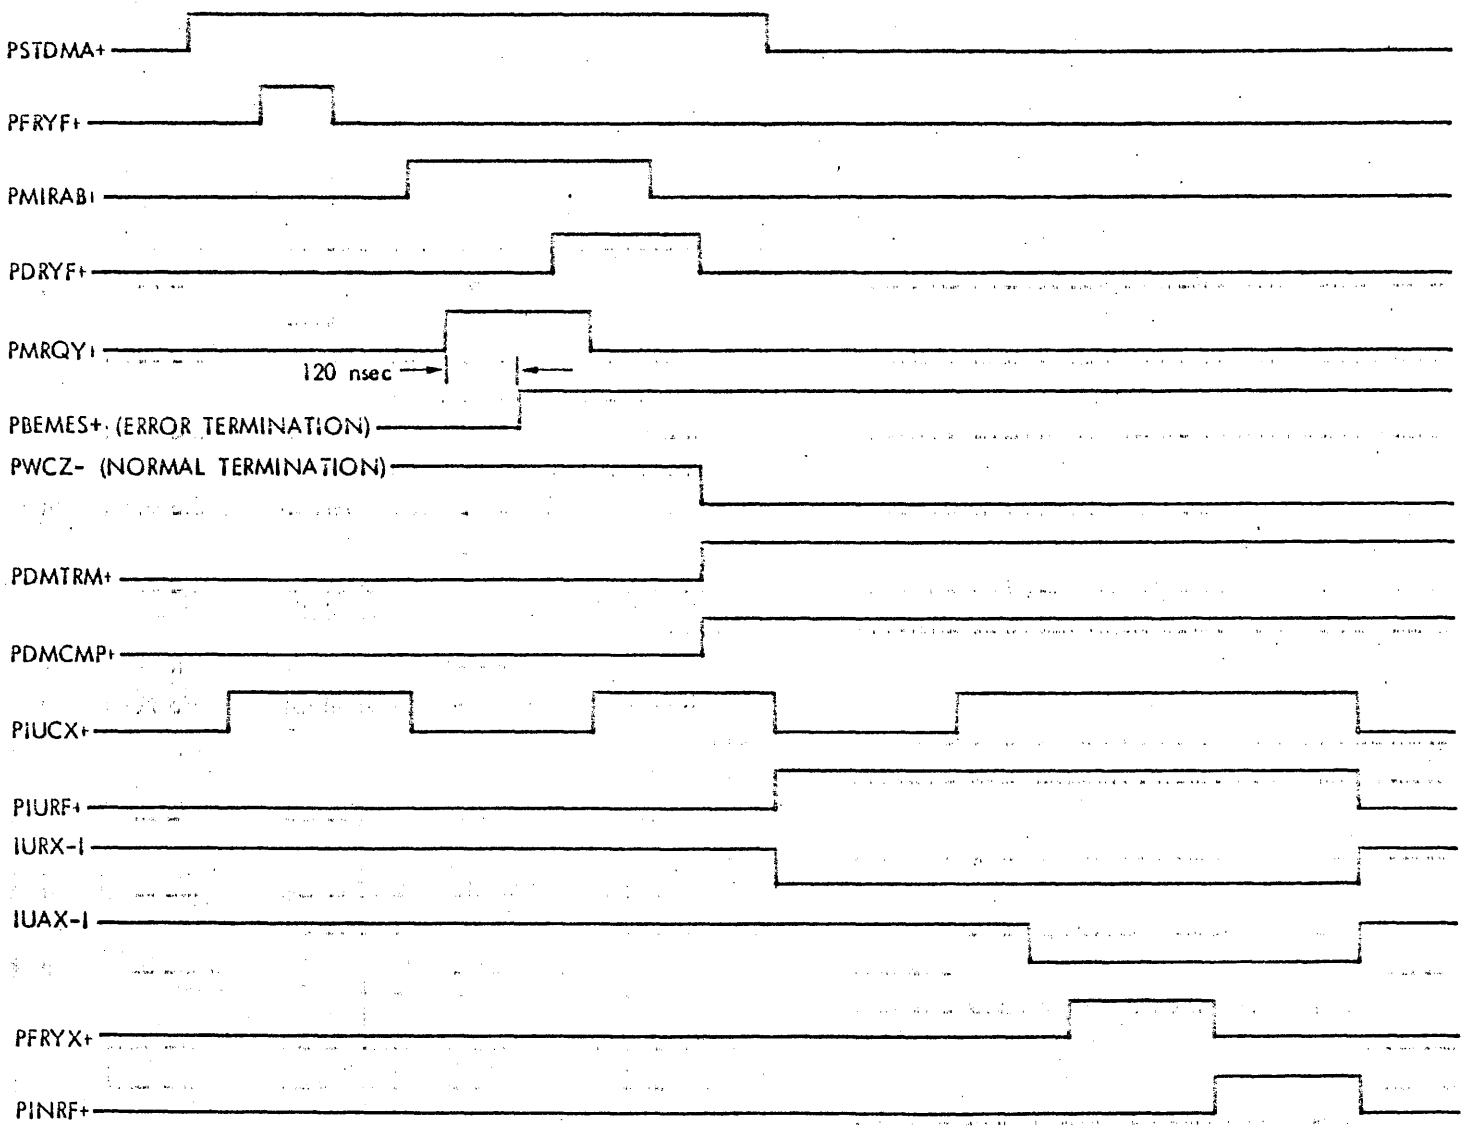 PSTDMA+
PFRYF+
PMIRAB+
PDRYF+
PMRQY+
120 nsec
PBEMES+ (ERROR TERMINATION)
PWCZ- (NORMAL TERMINATION)
PDMTRM+
PDMCMP+
PIUCX+
PIURF+
IURX-I
IUAX-I
PFRYX+
PINRF+